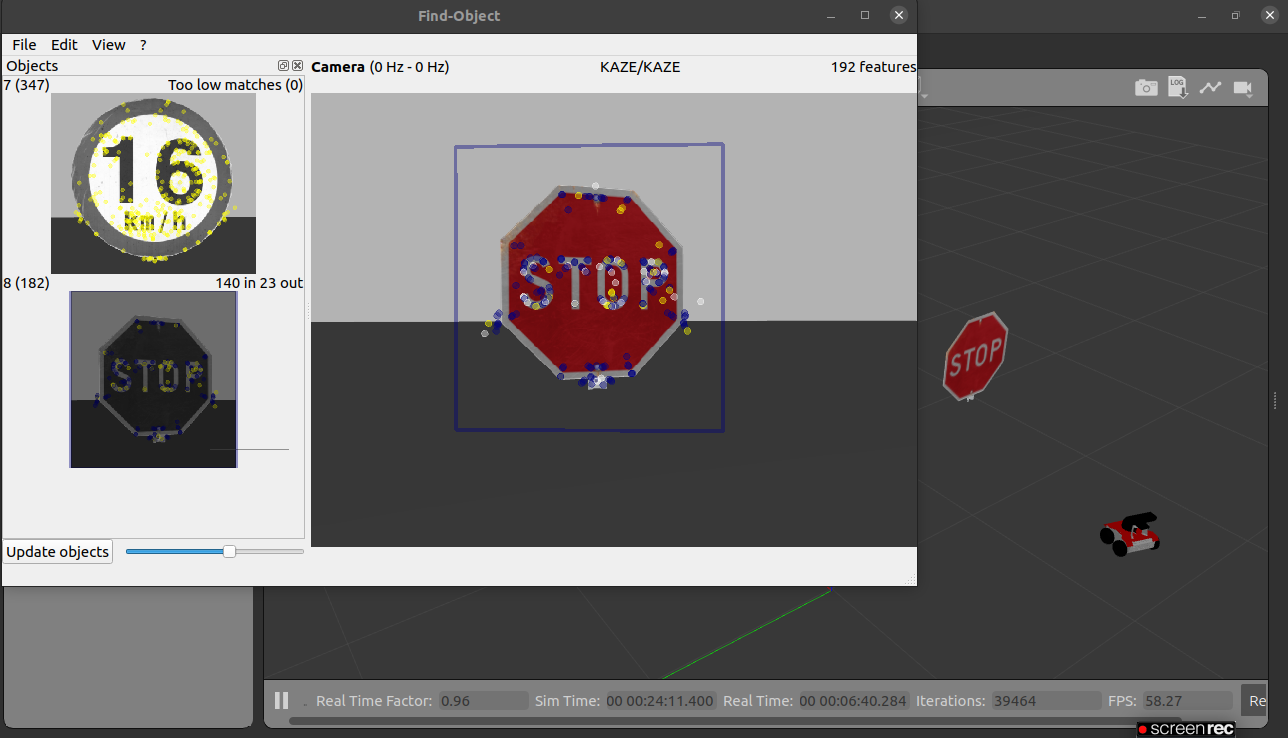 Find-Object
File Edit View ?
Objects
Camera (0 Hz - 0 Hz) KAZE/KAZE 192 features
7 (347) Too low matches (0)
16
km/h
8 (182) 140 in 23 out
STOP
STOP
STOP
LOG
Update objects
Real Time Factor: 0.96 Sim Time: 00 00:24:11.400 Real Time: 00 00:06:40.284 Iterations: 39464 FPS: 58.27 Re
screenrec